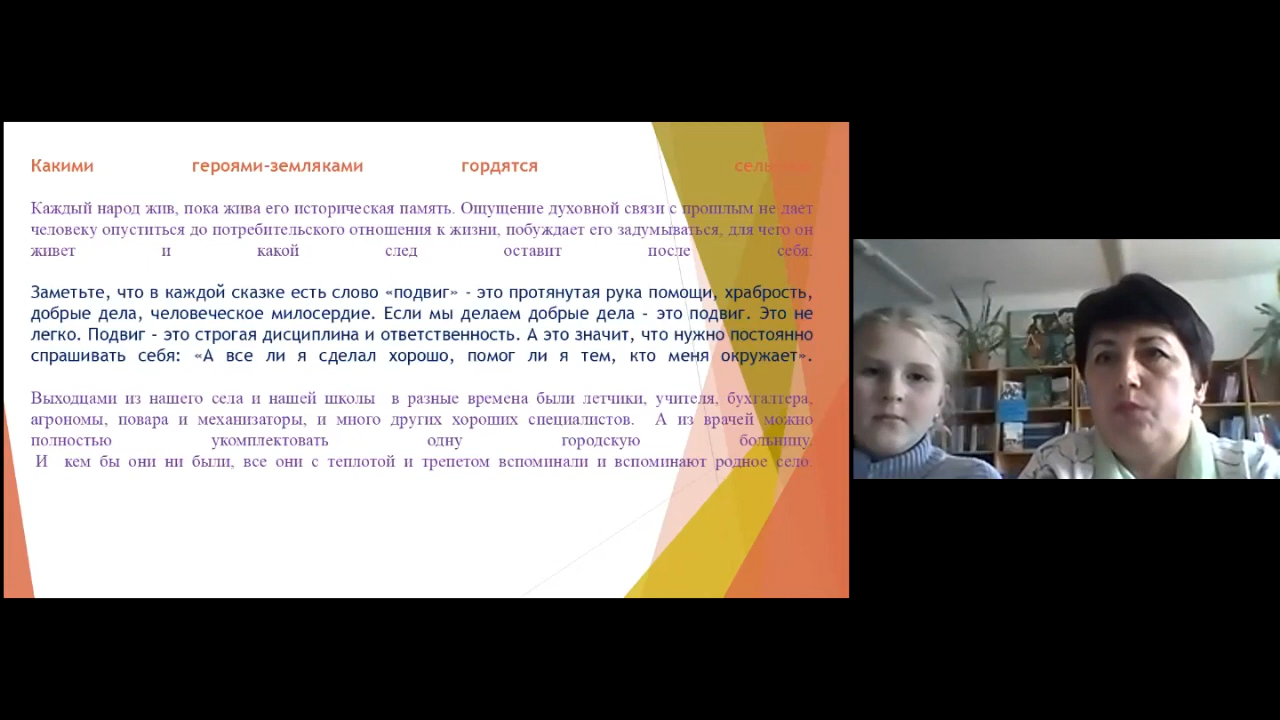 Какими героями-земляками гордятся
Каждый народ жив, пока жива его историческая память. Ощущение духовной связи с прошлым не дает
человеку опуститься до потребительского отношения к жизни, побуждает его задумываться, для чего он
живет и какой след оставит после себя.
Заметьте, что в каждой сказке есть слово «подвиг» - это протянутая рука помощи, храбрость,
добрые дела, человеческое милосердие. Если мы делаем добрые дела – это подвиг. Это не
легко. Подвиг – это строгая дисциплина и ответственность. А это значит, что нужно постоянно
спрашивать себя: «А все ли я сделал хорошо, помог ли я тем, кто меня окружает».
Выходцами из нашего села и нашей школы в разные времена были летчики, учителя, бухгалтера,
агрономы, повара и механизаторы, и много других хороших специалистов. А из врачей можно
полностью укомплектовать одну городскую больницу.
И кем бы они ни были, все они с теплотой и трепетом вспоминали и вспоминают родное село.